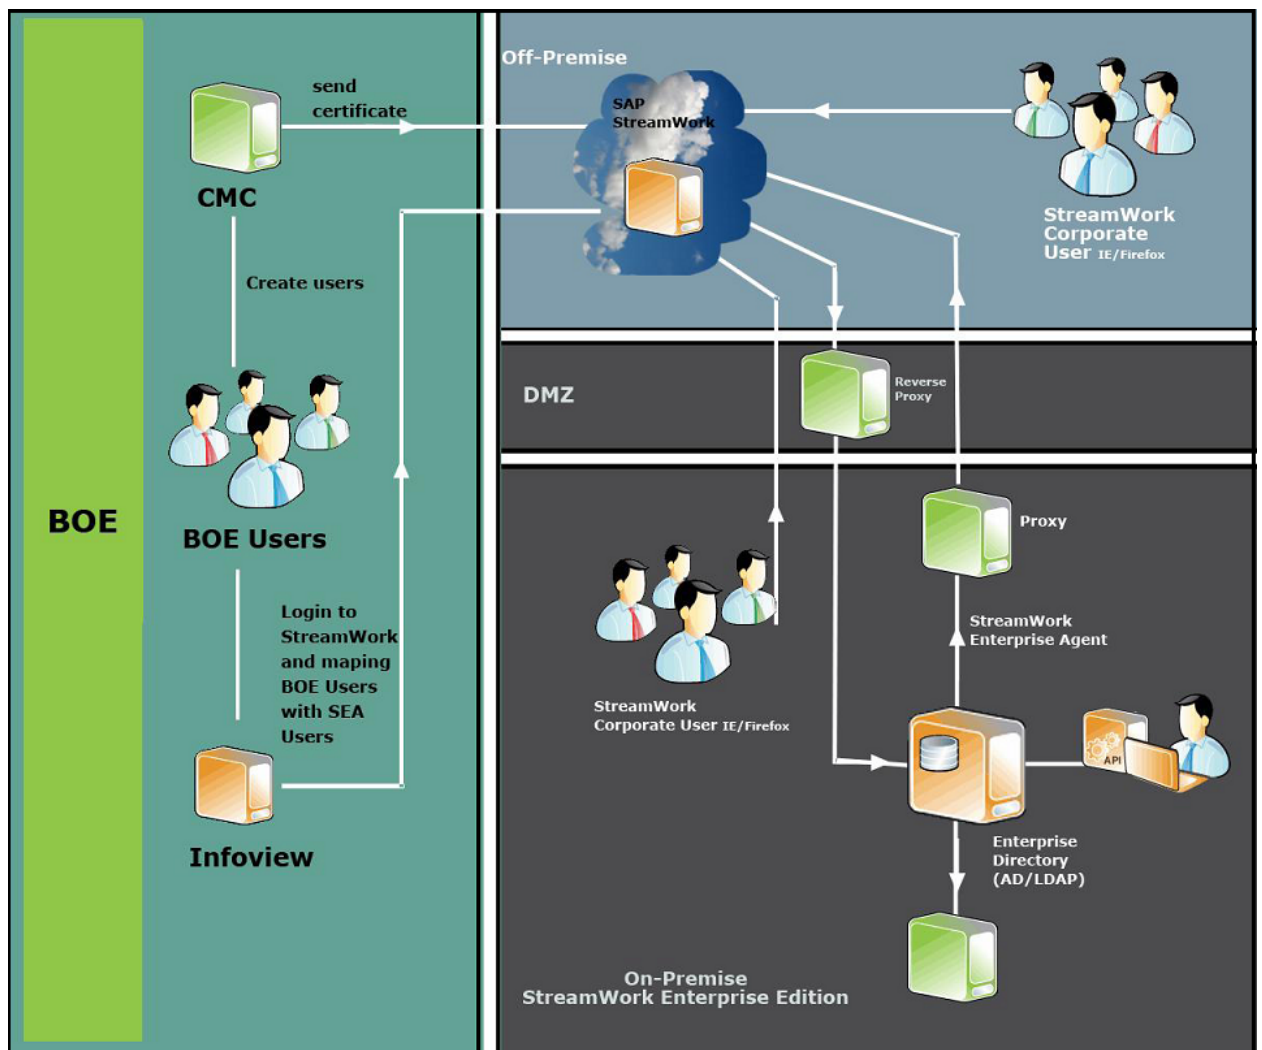 BOE
send
certificate
CMC
Create users
BOE Users
Login to
StreamWork
and maping
BOE Users
with SEA
Users
Infoview
Off-Premise
SAP
StreamWork
StreamWork
Corporate
User IE/Firefox
DMZ
Reverse
Proxy
Proxy
StreamWork
Enterprise Agent
StreamWork
Corporate User IE/Firefox
API
Enterprise
Directory
(AD/LDAP)
On-Premise
StreamWork Enterprise Edition